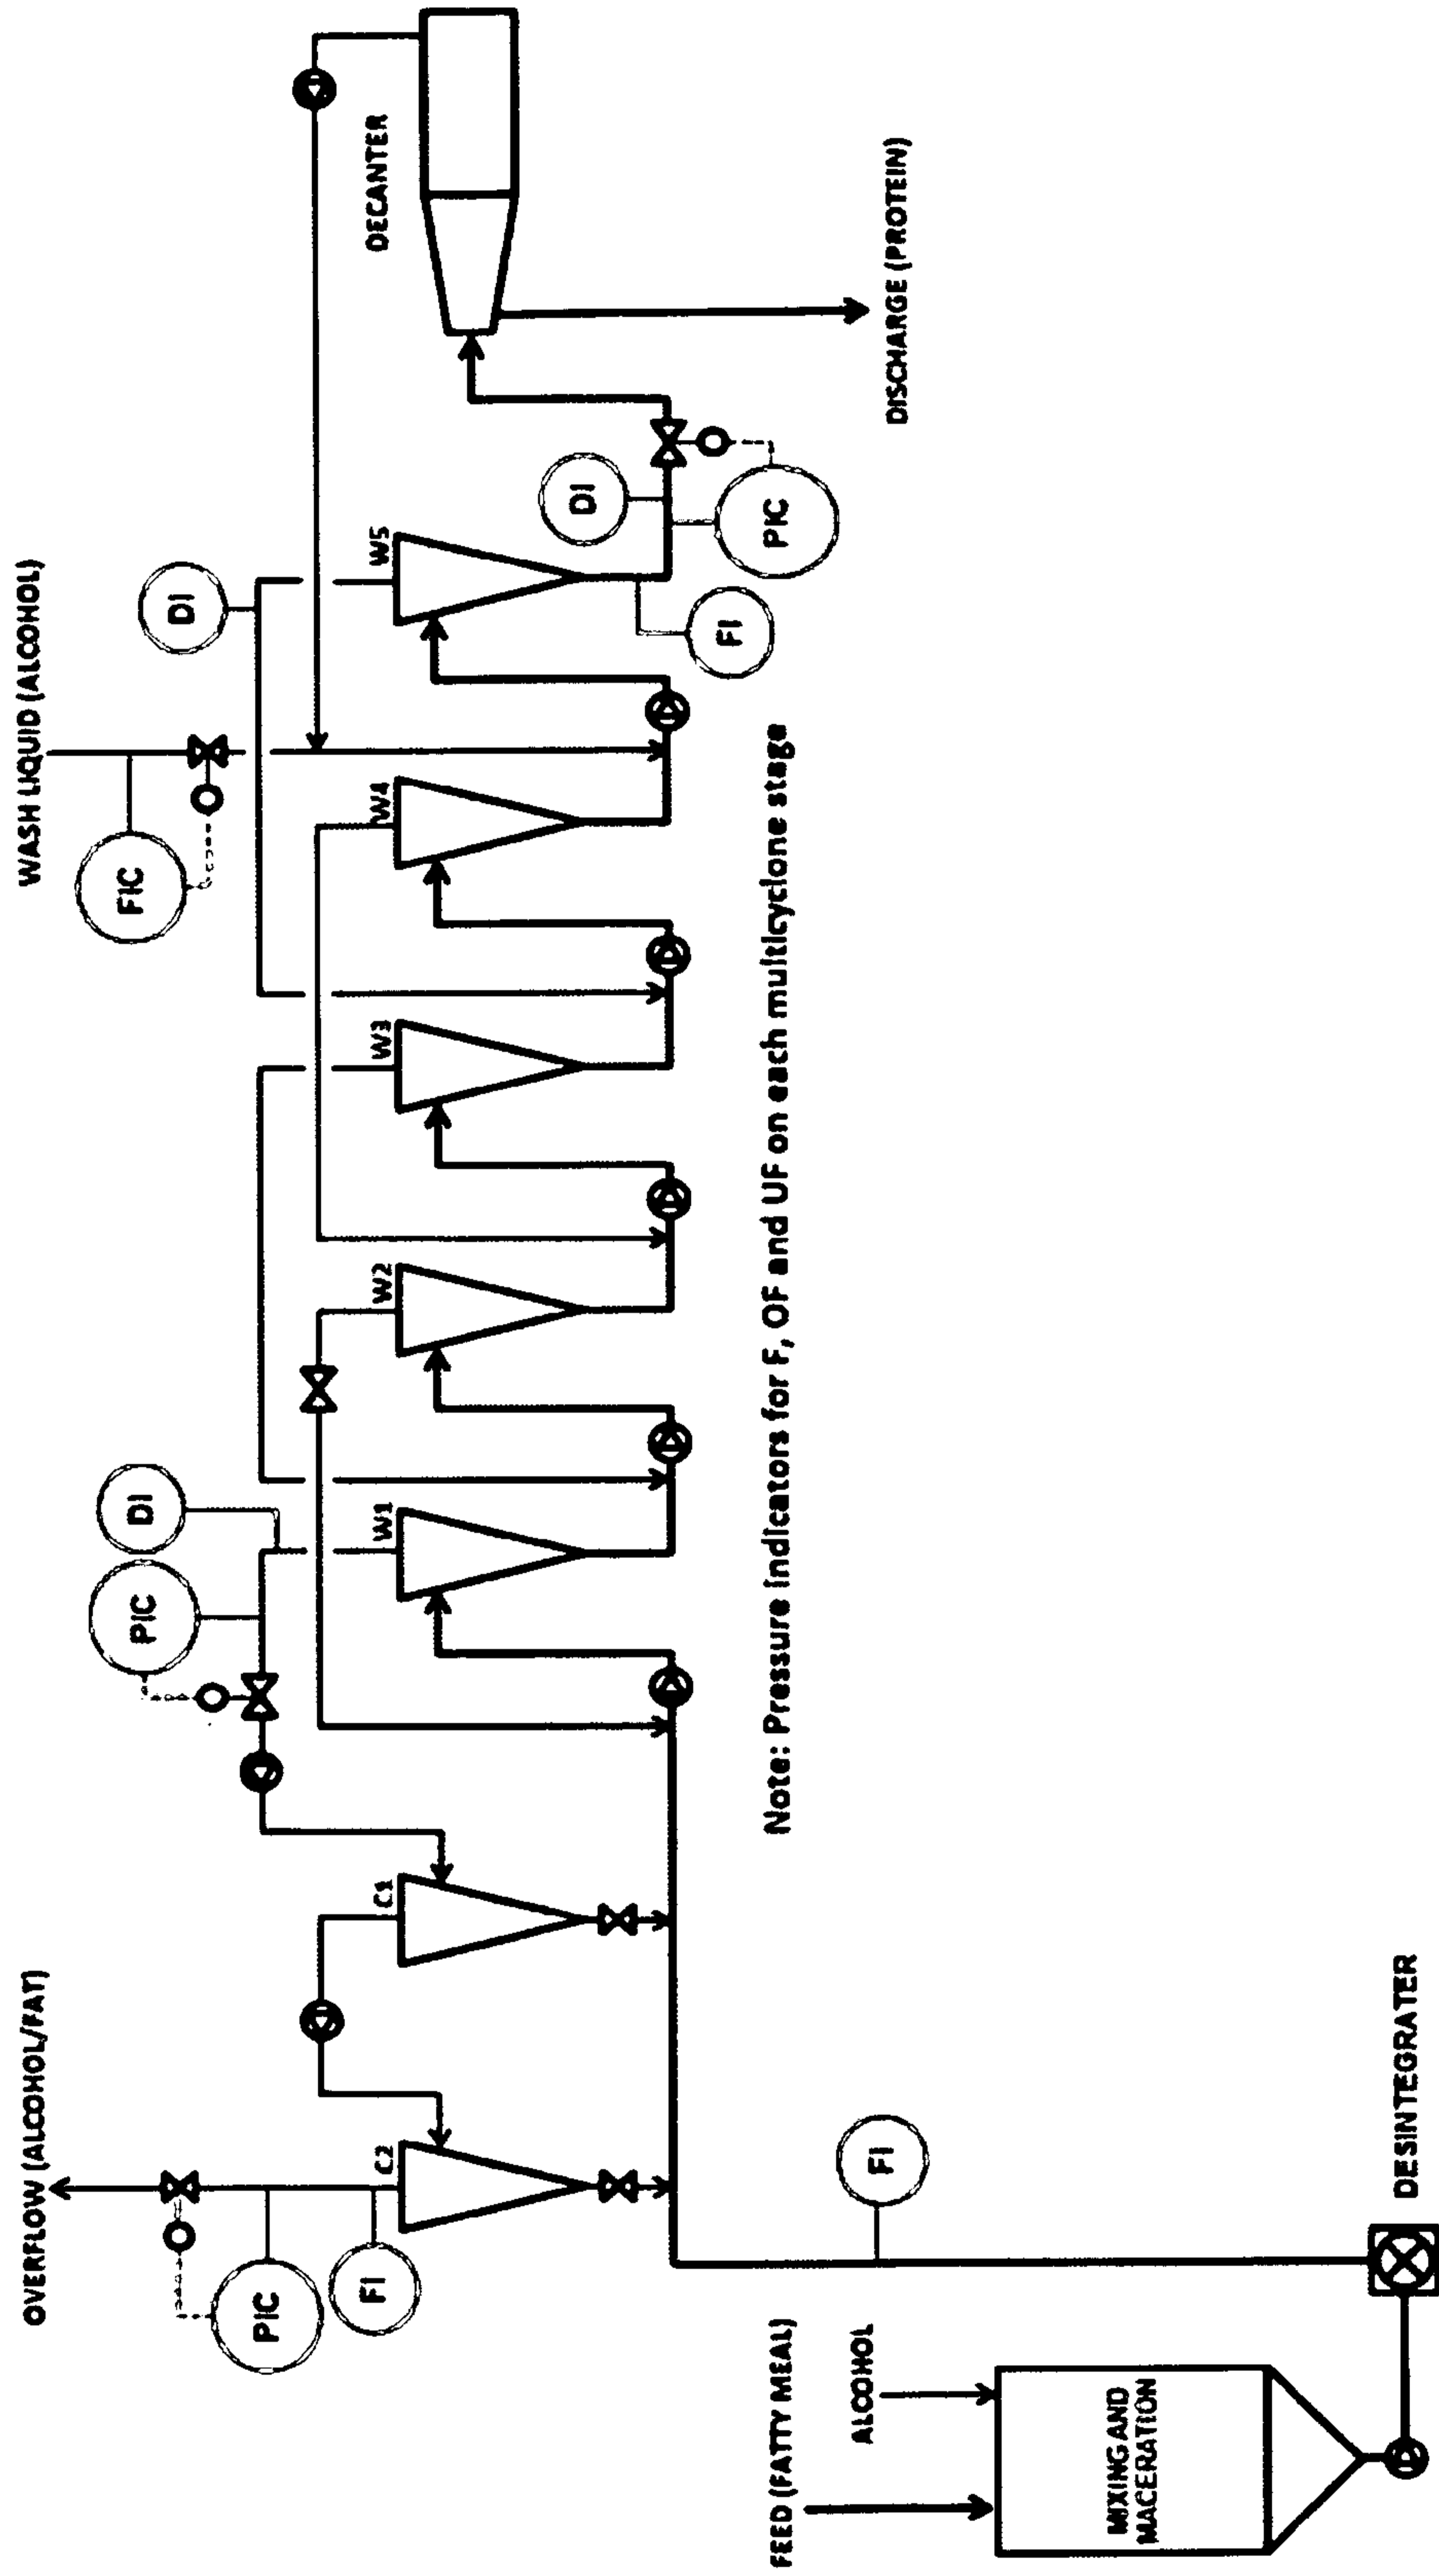 WASH LIQUID (ALCOHOL)
OVERFLOW (ALCOHOL/FAT)
FIC
DI
DI
PIC
PIC
FI
C2
C1
W1
W2
W3
W4
W5
DECANTER
DI
FI
PIC
DISCHARGE (PROTEIN)
Note: Pressure indicators for F, OF and UF on each multicyclone stage
FI
FEED (FATTY MEAL)
ALCOHOL
MIXING AND
MACERATION
DESINTEGRATER